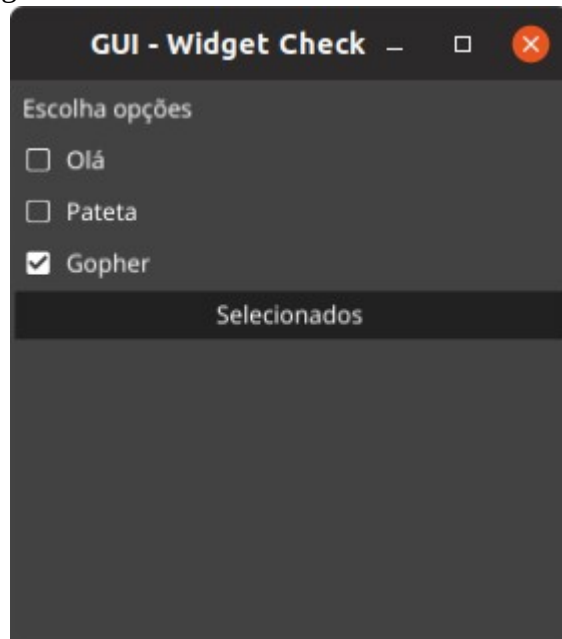 GUI - Widget Check
Escolha opções
Olá
Pateta
Gopher
Selecionados